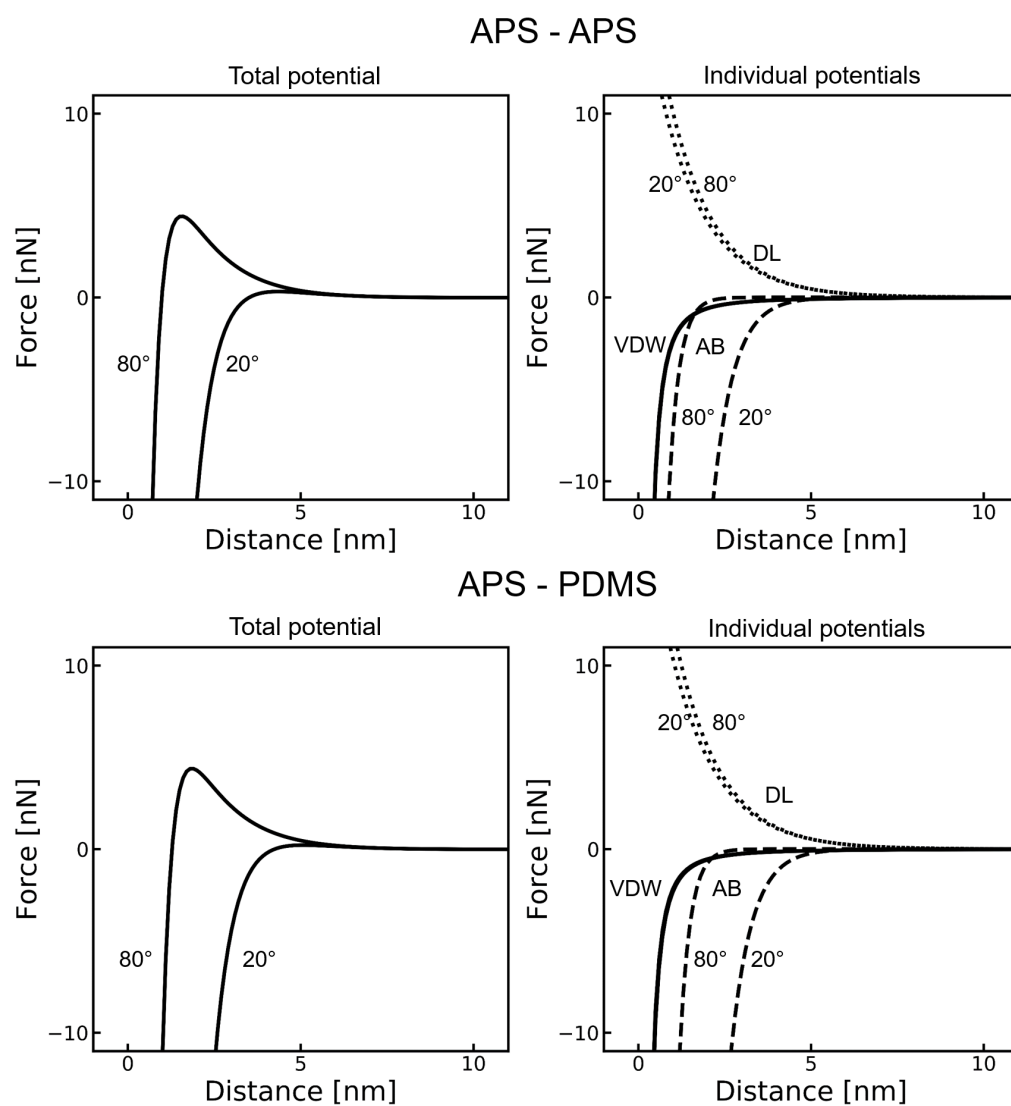 APS - APS
Total potential
Individual potentials
10
0
−10
Force [nN]
80°
20°
0
5
10
Distance [nm]
10
0
−10
Force [nN]
20°
80°
DL
VDW
AB
80°
20°
0
5
10
Distance [nm]
APS - PDMS
Total potential
Individual potentials
10
0
−10
Force [nN]
80°
20°
0
5
10
Distance [nm]
10
0
−10
Force [nN]
20°
80°
DL
VDW
AB
80°
20°
0
5
10
Distance [nm]